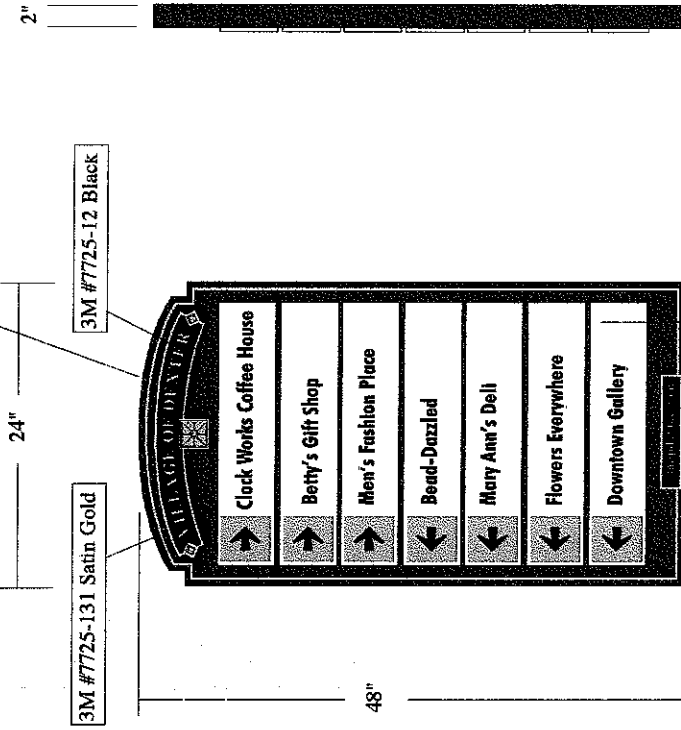 2"
24"
3M #7725-12 Black
3M #7725-131 Satin Gold
VILLAGE OF DEXTER
Clock Works Coffee House
Betty's Gift Shop
Men's Fashion Place
Bead-Dazzled
Mary Ann's Deli
Flowers Everywhere
Downtown Gallery
48"